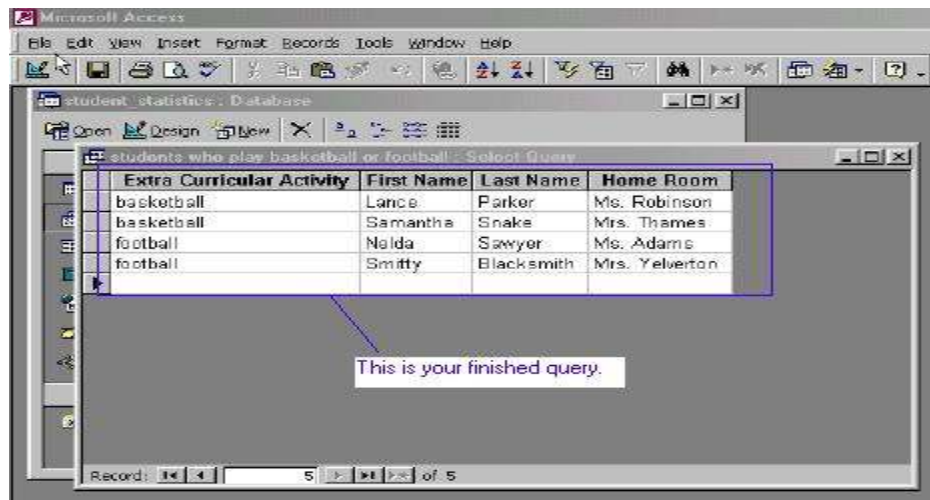 Microsoft Access
File Edit View Insert Format Records Tools Window Help
student_statistics : Database
Open Design New
students who play basketball or football : Select Query
Extra Curricular Activity First Name Last Name Home Room
basketball Lance Parker Ms. Robinson
basketball Samantha Snake Mrs. Thames
football Nelda Sawyer Ms. Adams
football Smitty Blacksmith Mrs. Yelverton
This is your finished query.
Record: 5 of 5